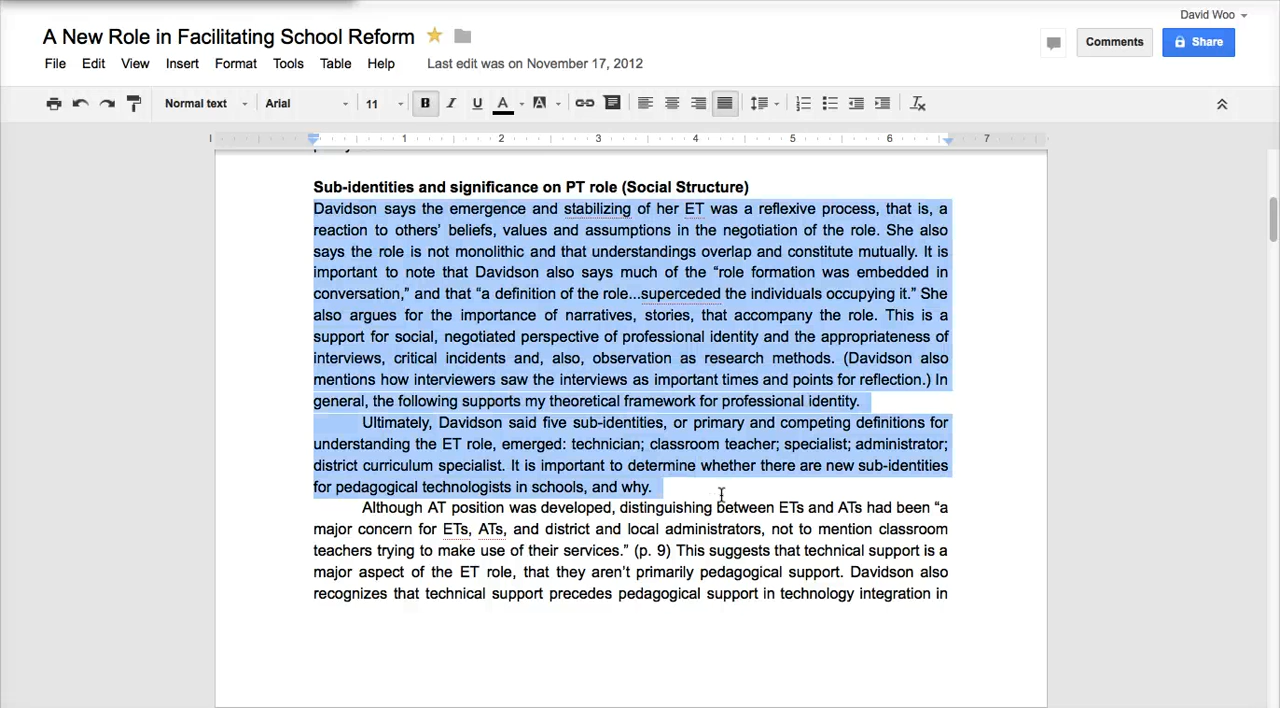 David Woo
A New Role in Facilitating School Reform
Comments
Share
File Edit View Insert Format Tools Table Help Last edit was on November 17, 2012
Normal text Arial 11 B I U A A
1 2 3 4 5 6 7
Sub-identities and significance on PT role (Social Structure)
Davidson says the emergence and stabilizing of her ET was a reflexive process, that is, a
reaction to others' beliefs, values and assumptions in the negotiation of the role. She also
says the role is not monolithic and that understandings overlap and constitute mutually. It is
important to note that Davidson also says much of the “role formation was embedded in
conversation,” and that “a definition of the role...superceded the individuals occupying it.” She
also argues for the importance of narratives, stories, that accompany the role. This is a
support for social, negotiated perspective of professional identity and the appropriateness of
interviews, critical incidents and, also, observation as research methods. (Davidson also
mentions how interviewers saw the interviews as important times and points for reflection.) In
general, the following supports my theoretical framework for professional identity.
Ultimately, Davidson said five sub-identities, or primary and competing definitions for
understanding the ET role, emerged: technician; classroom teacher; specialist; administrator;
district curriculum specialist. It is important to determine whether there are new sub-identities
for pedagogical technologists in schools, and why.
Although AT position was developed, distinguishing between ETs and ATs had been “a
major concern for ETs, ATs, and district and local administrators, not to mention classroom
teachers trying to make use of their services.” (p. 9) This suggests that technical support is a
major aspect of the ET role, that they aren't primarily pedagogical support. Davidson also
recognizes that technical support precedes pedagogical support in technology integration in